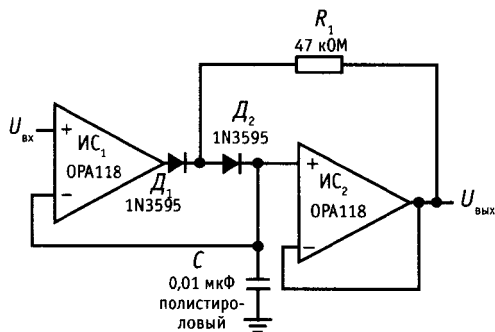 R₁
47 кОМ
Д₂
1N3595
Uвх
+
ИС₁
OPA118
−
Д₁
1N3595
+
ИС₂
OPA118
−
Uвых
C
0,01 мкФ
полистиро-
ловый